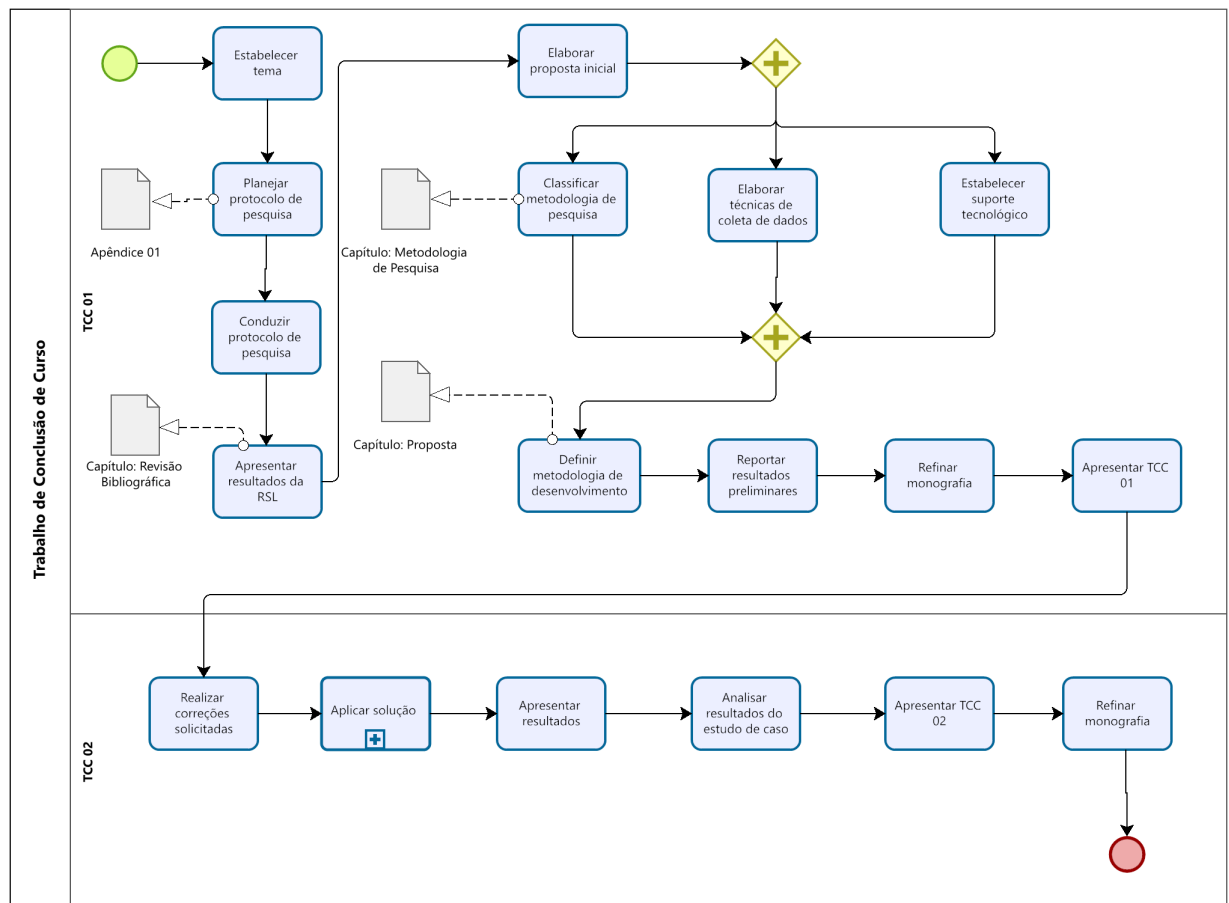 Trabalho de Conclusão de Curso
TCC 01
Estabelecer
tema
Planejar
protocolo de
pesquisa
Apêndice 01
Conduzir
protocolo de
pesquisa
Apresentar
resultados da
RSL
Capítulo: Revisão
Bibliográfica
Elaborar
proposta inicial
Classificar
metodologia de
pesquisa
Capítulo: Metodologia
de Pesquisa
Elaborar
técnicas de
coleta de dados
Estabelecer
suporte
tecnológico
Capítulo: Proposta
Definir
metodologia de
desenvolvimento
Reportar
resultados
preliminares
Refinar
monografia
Apresentar TCC
01
TCC 02
Realizar
correções
solicitadas
Aplicar solução
Apresentar
resultados
Analisar
resultados do
estudo de caso
Apresentar TCC
02
Refinar
monografia